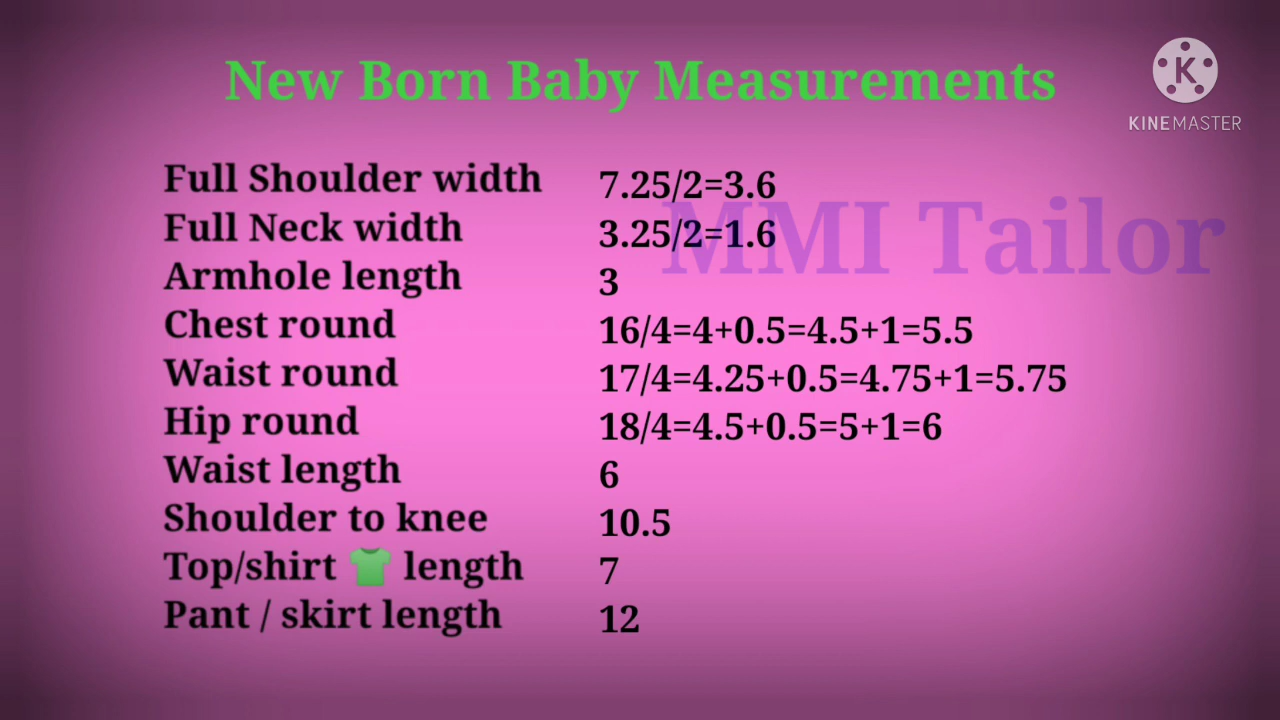 New Born Baby Measurements
KINEMASTER
Full Shoulder width 7.25/2=3.6
MMI Tailor
Full Neck width 3.25/2=1.6
Armhole length 3
Chest round 16/4=4+0.5=4.5+1=5.5
Waist round 17/4=4.25+0.5=4.75+1=5.75
Hip round 18/4=4.5+0.5=5+1=6
Waist length 6
Shoulder to knee 10.5
Top/shirt 👕 length 7
Pant / skirt length 12